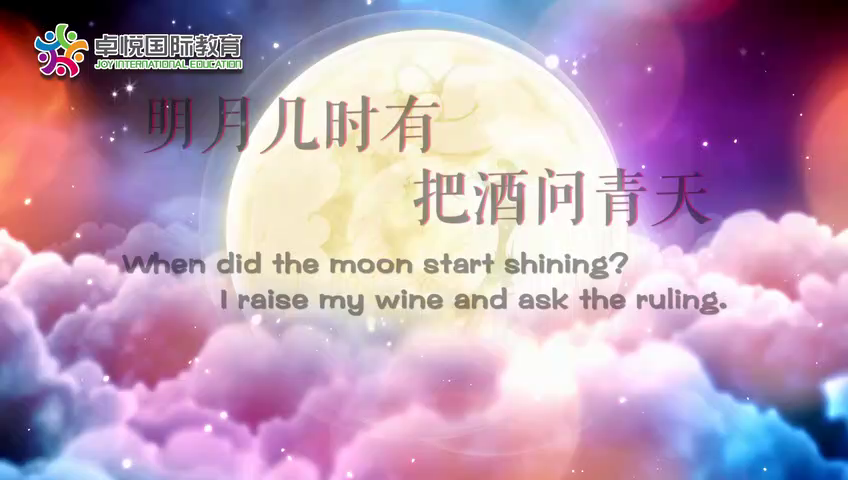 卓悦国际教育
JOY INTERNATIONAL EDUCATION
明月几时有
把酒问青天
When did the moon start shining?
I raise my wine and ask the ruling.